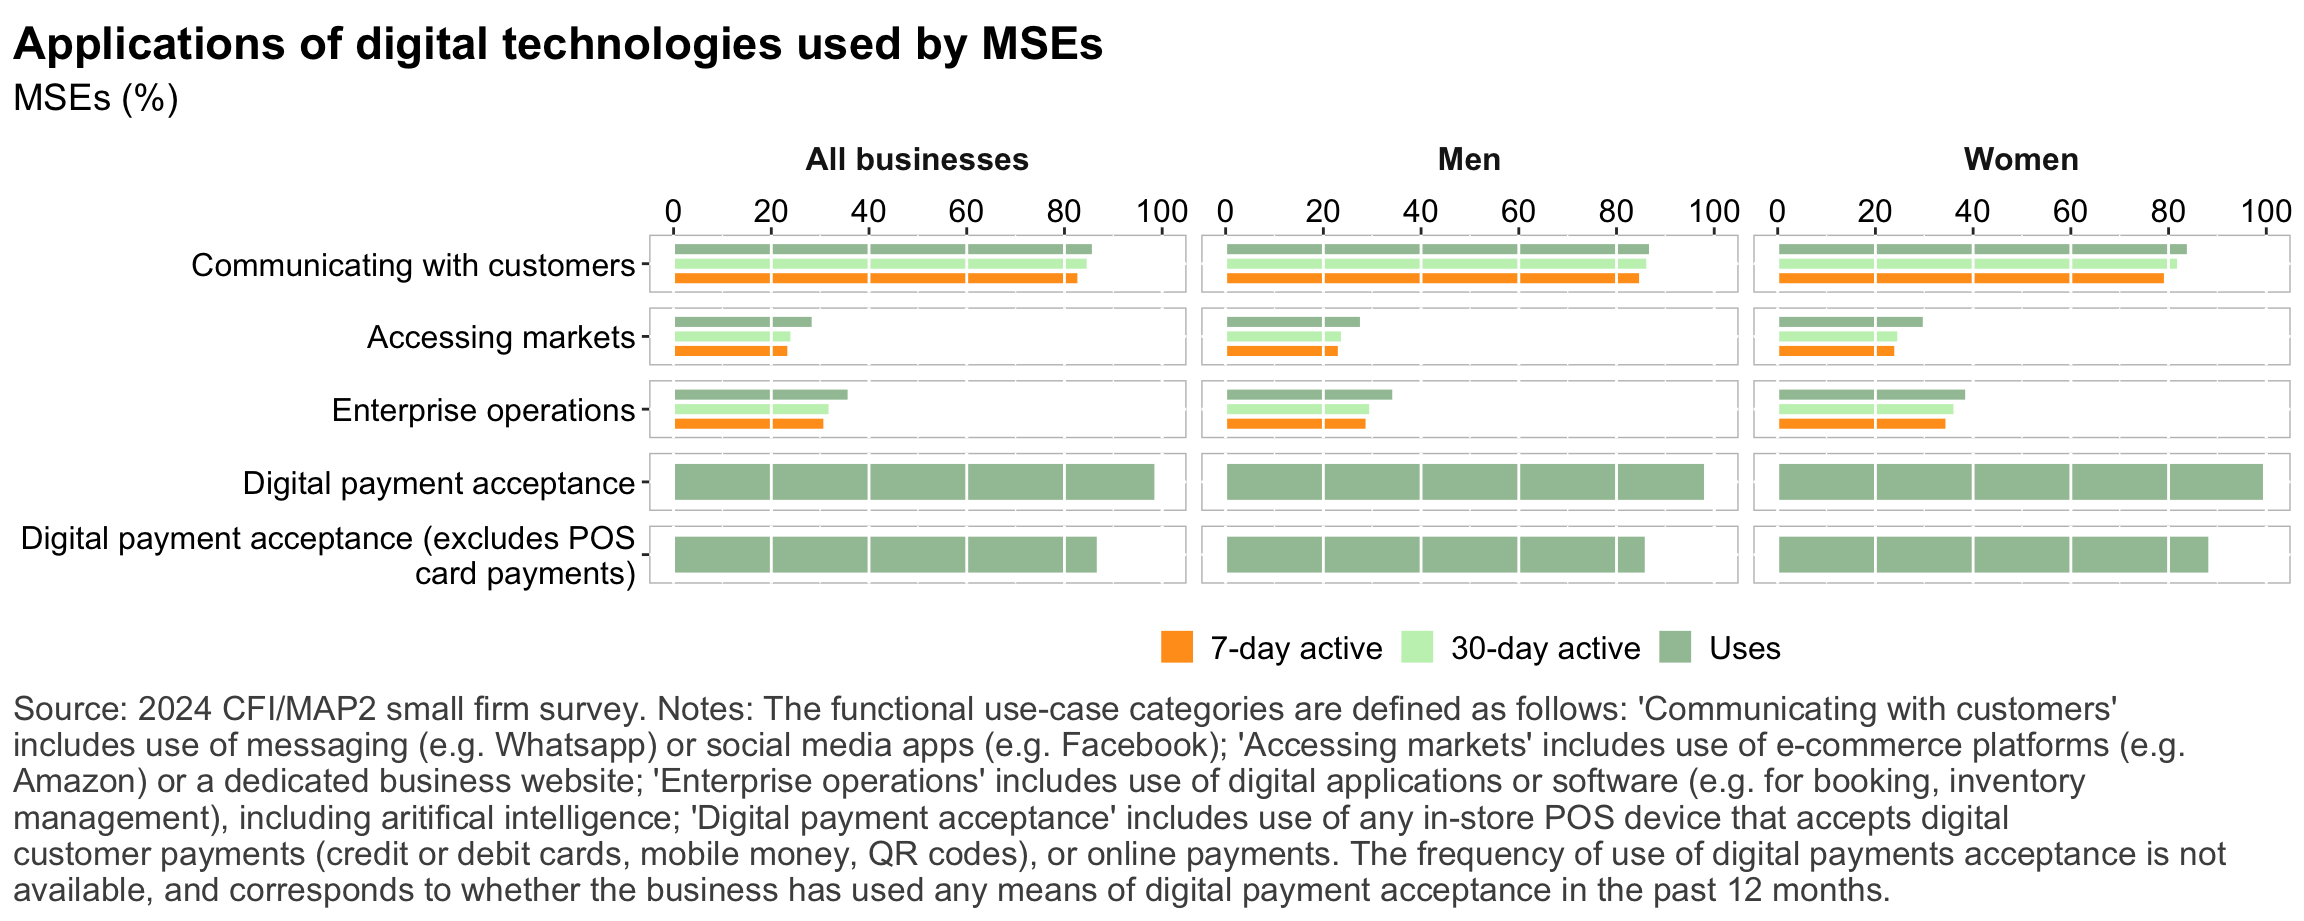 Applications of digital technologies used by MSEs
MSEs (%)
All businesses
Men
Women
0 20 40 60 80 100
0 20 40 60 80 100
0 20 40 60 80 100
Communicating with customers
Accessing markets
Enterprise operations
Digital payment acceptance
Digital payment acceptance (excludes POS
card payments)
7-day active
30-day active
Uses
Source: 2024 CFI/MAP2 small firm survey. Notes: The functional use-case categories are defined as follows: 'Communicating with customers'
includes use of messaging (e.g. Whatsapp) or social media apps (e.g. Facebook); 'Accessing markets' includes use of e-commerce platforms (e.g.
Amazon) or a dedicated business website; 'Enterprise operations' includes use of digital applications or software (e.g. for booking, inventory
management), including aritifical intelligence; 'Digital payment acceptance' includes use of any in-store POS device that accepts digital
customer payments (credit or debit cards, mobile money, QR codes), or online payments. The frequency of use of digital payments acceptance is not
available, and corresponds to whether the business has used any means of digital payment acceptance in the past 12 months.